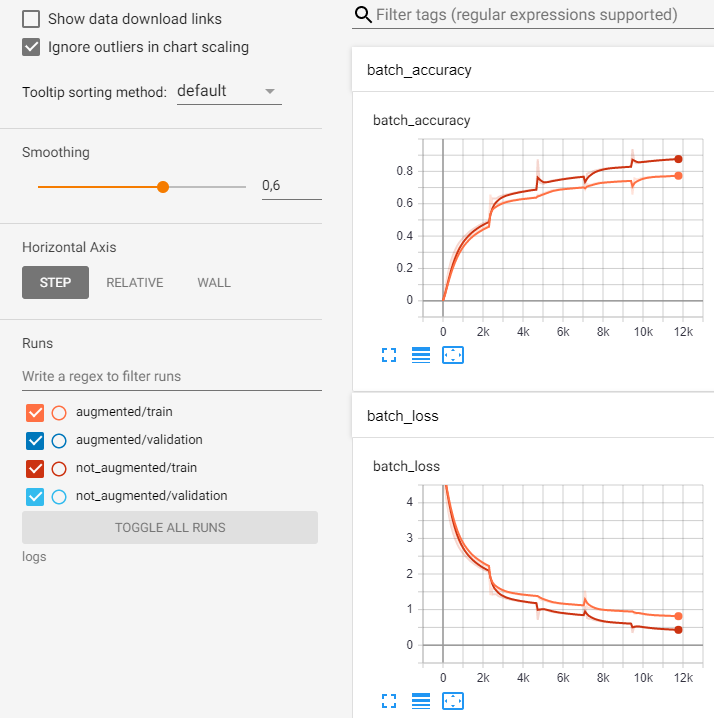 Show data download links
Ignore outliers in chart scaling
Tooltip sorting method: default
Smoothing
0,6
Horizontal Axis
STEP RELATIVE WALL
Runs
Write a regex to filter runs
augmented/train
augmented/validation
not_augmented/train
not_augmented/validation
TOGGLE ALL RUNS
logs
Filter tags (regular expressions supported)
batch_accuracy
batch_accuracy
0.8
0.6
0.4
0.2
0
0 2k 4k 6k 8k 10k 12k
batch_loss
batch_loss
4
3
2
1
0
0 2k 4k 6k 8k 10k 12k